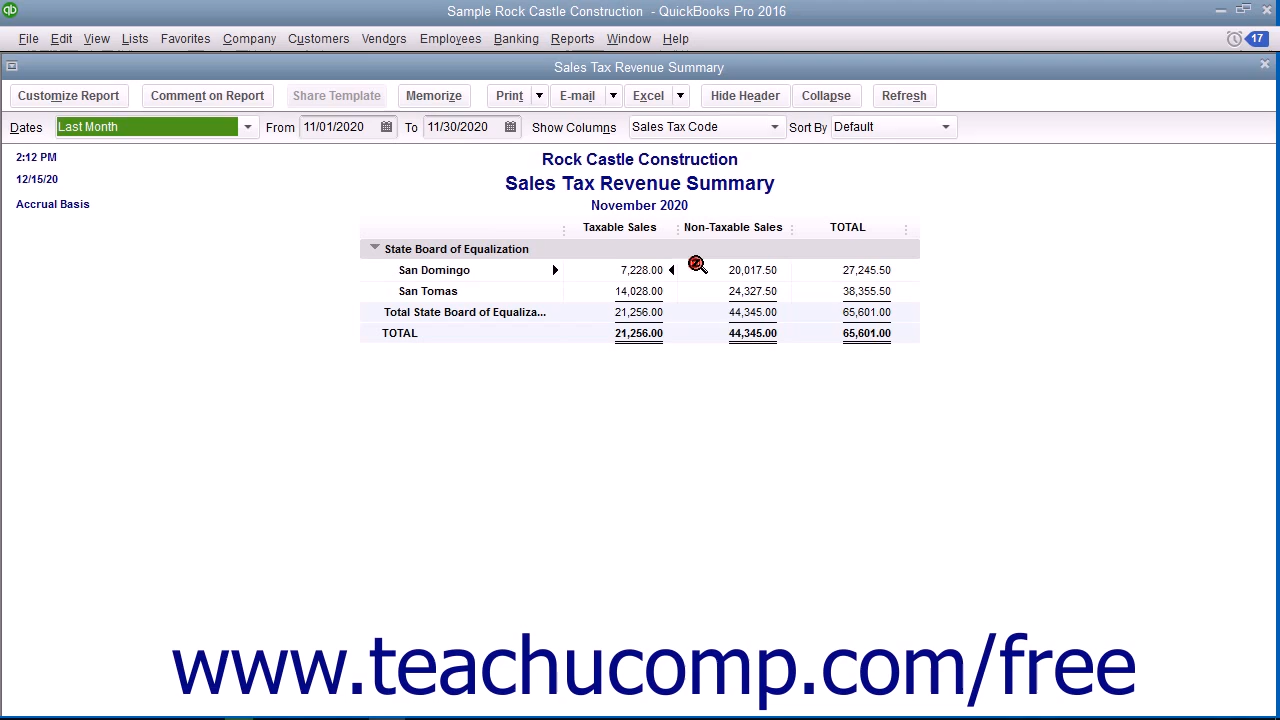 Sample Rock Castle Construction - QuickBooks Pro 2016
File Edit View Lists Favorites Company Customers Vendors Employees Banking Reports Window Help 17
Sales Tax Revenue Summary
Customize Report Comment on Report Share Template Memorize Print E-mail Excel Hide Header Collapse Refresh
Dates Last Month From 11/01/2020 To 11/30/2020 Show Columns Sales Tax Code Sort By Default
2:12 PM
12/15/20
Accrual Basis
Rock Castle Construction
Sales Tax Revenue Summary
November 2020
Taxable Sales Non-Taxable Sales TOTAL
State Board of Equalization
San Domingo 7,228.00 20,017.50 27,245.50
San Tomas 14,028.00 24,327.50 38,355.50
Total State Board of Equaliza... 21,256.00 44,345.00 65,601.00
TOTAL 21,256.00 44,345.00 65,601.00
www.teachucomp.com/free